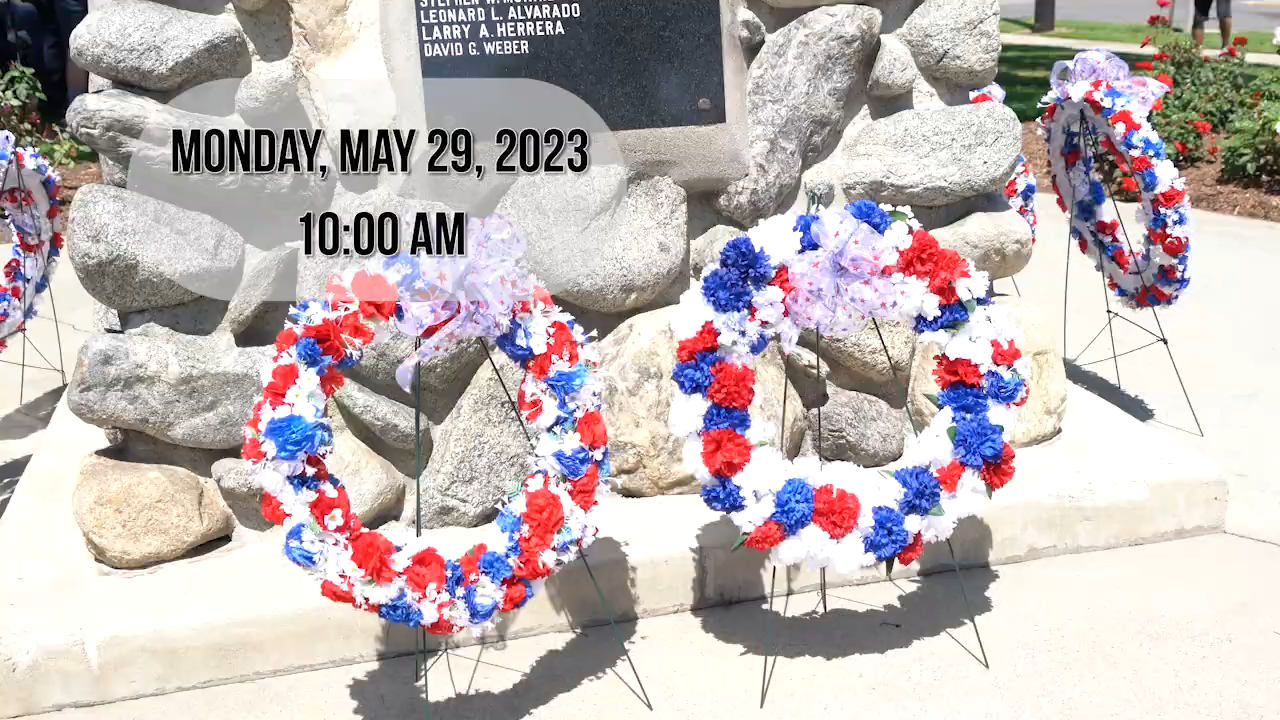 LEONARD L. ALVARADO
LARRY A. HERRERA
DAVID G. WEBER
MONDAY, MAY 29, 2023
10:00 AM